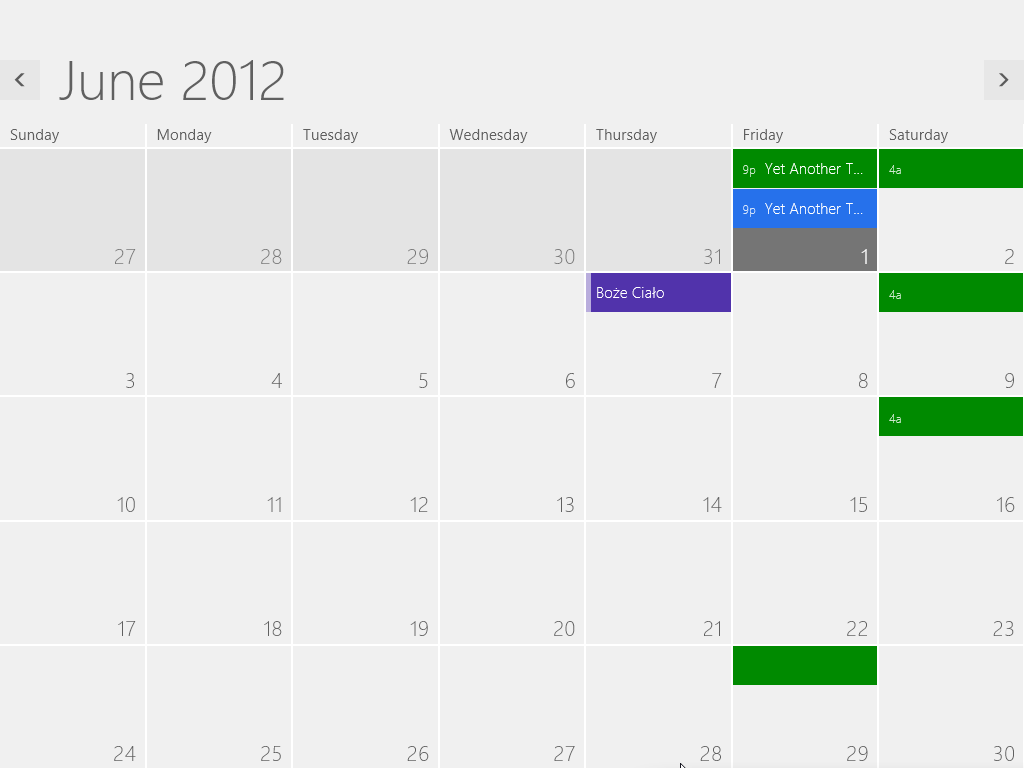 June 2012
Sunday Monday Tuesday Wednesday Thursday Friday Saturday
9p Yet Another T... 4a
9p Yet Another T...
27 28 29 30 31 1 2
Boże Ciało 4a
3 4 5 6 7 8 9
4a
10 11 12 13 14 15 16
17 18 19 20 21 22 23
24 25 26 27 28 29 30